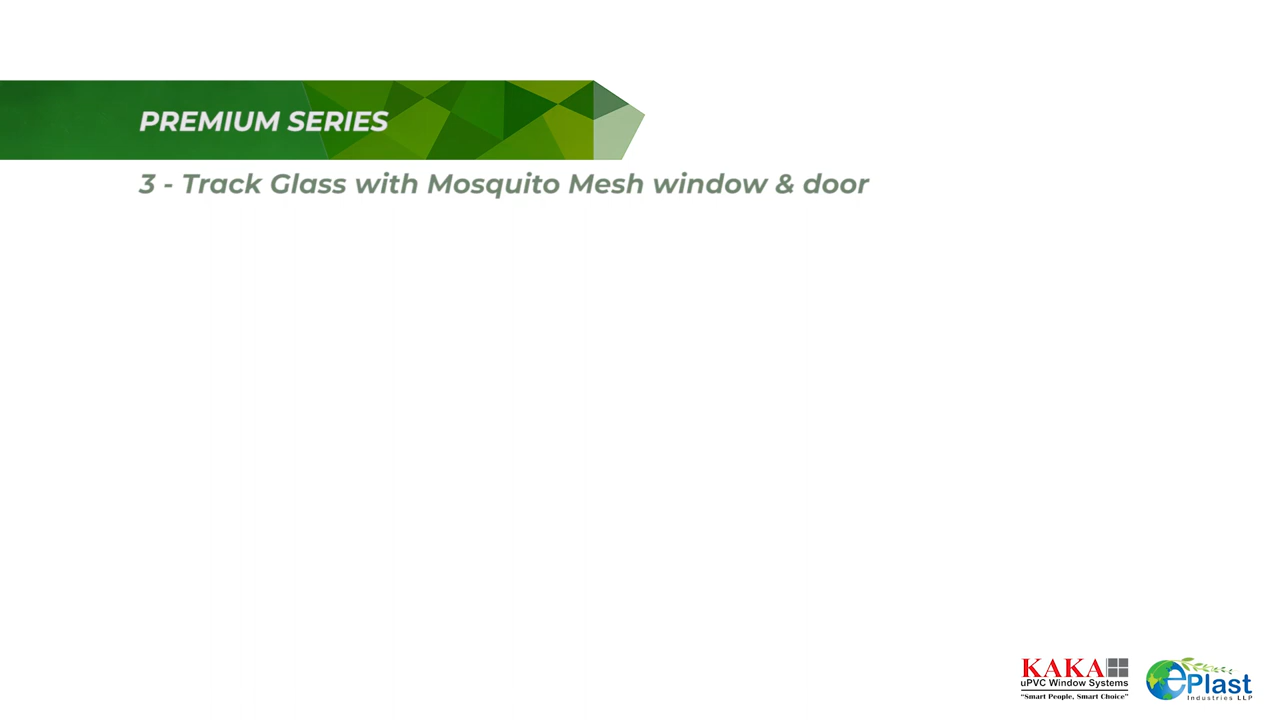 PREMIUM SERIES
3 - Track Glass with Mosquito Mesh window & door
KAKA
uPVC Window Systems
"Smart People, Smart Choice"
ePlast
Industries LLP